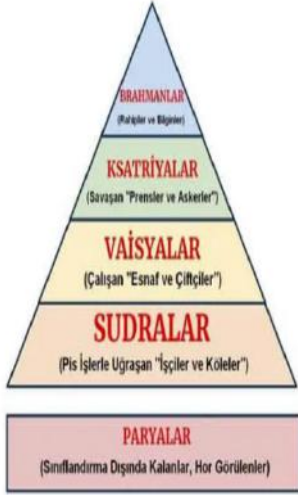 BRAHMANLAR
(Rahipler ve Bilginler)
KSATRİYALAR
(Savaşan "Prensler ve Askerler")
VAİSYALAR
(Çalışan "Esnaf ve Çiftçiler")
SUDRALAR
(Pis İşlerle Uğraşan "İşçiler ve Köleler")
PARYALAR
(Sınıflandırma Dışında Kalanlar, Hor Görülenler)